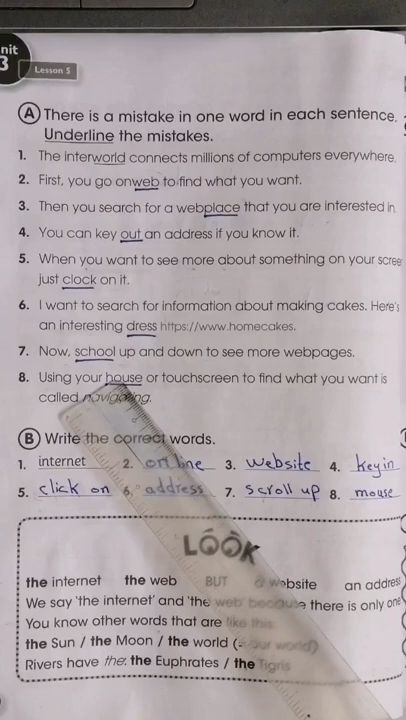 nit
3
Lesson 5
A There is a mistake in one word in each sentence.
Underline the mistakes.
1. The interworld connects millions of computers everywhere.
2. First, you go onweb to find what you want.
3. Then you search for a webplace that you are interested in.
4. You can key out an address if you know it.
5. When you want to see more about something on your scree
just clock on it.
6. I want to search for information about making cakes. Here's
an interesting dress https://www.homecakes.
7. Now, school up and down to see more webpages.
8. Using your house or touchscreen to find what you want is
called navigating.
B Write the correct words.
1. internet 2. online 3. website 4. key in
5. click on 6. address 7. scroll up 8. mouse
LOOK
the internet the web BUT a website an address
We say 'the internet' and 'the web' because there is only one
You know other words that are like this:
the Sun / the Moon / the world (= our world)
Rivers have the: the Euphrates / the Tigris